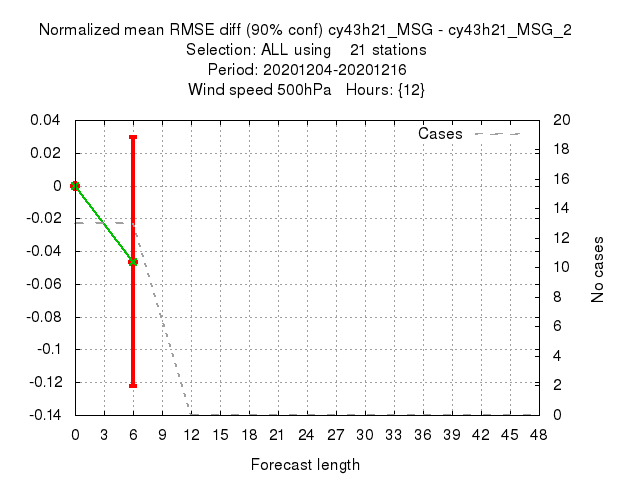 Normalized mean RMSE diff (90% conf) cy43h21_MSG - cy43h21_MSG_2
Selection: ALL using    21 stations
Period: 20201204-20201216
Wind speed 500hPa   Hours: {12}
Cases
0.04
0.02
0
-0.02
-0.04
-0.06
-0.08
-0.1
-0.12
-0.14
20
18
16
14
12
10
8
6
4
2
0
No cases
0 3 6 9 12 15 18 21 24 27 30 33 36 39 42 45 48
Forecast length